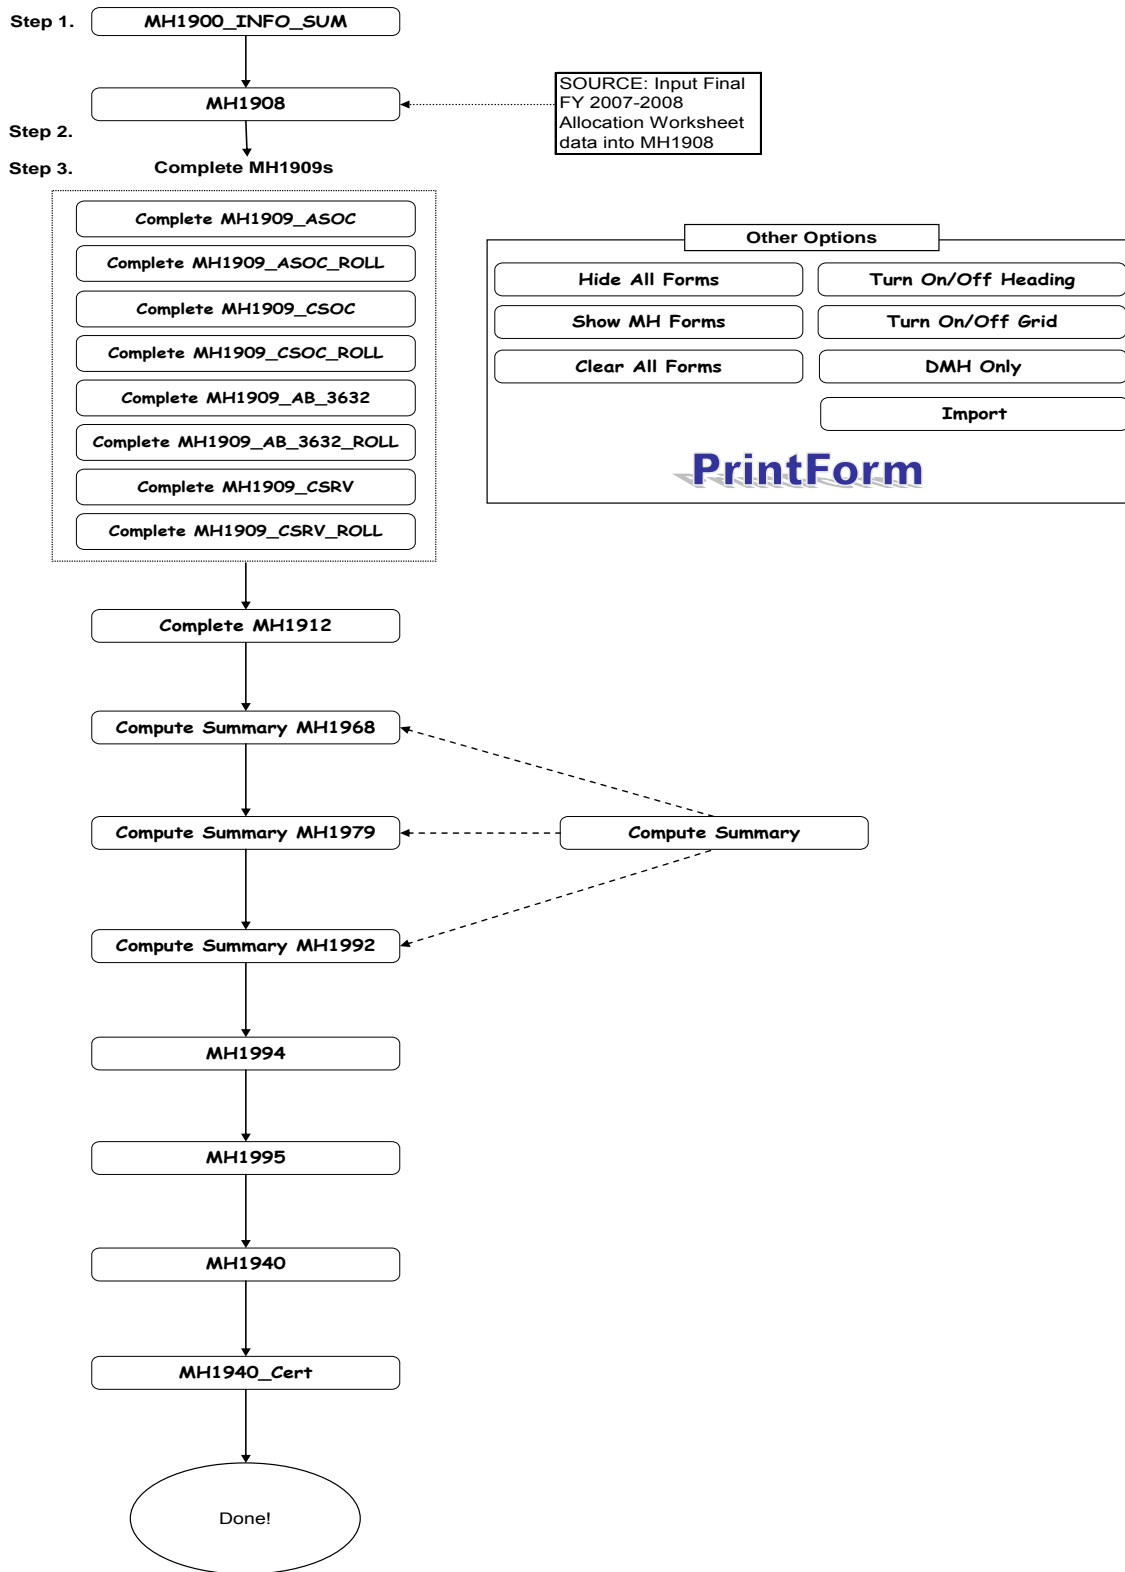 Step 1.
MH1900_INFO_SUM
MH1908
SOURCE: Input Final
FY 2007-2008
Allocation Worksheet
data into MH1908
Step 2.
Step 3.
Complete MH1909s
Complete MH1909_ASOC
Complete MH1909_ASOC_ROLL
Complete MH1909_CSOC
Complete MH1909_CSOC_ROLL
Complete MH1909_AB_3632
Complete MH1909_AB_3632_ROLL
Complete MH1909_CSRV
Complete MH1909_CSRV_ROLL
Other Options
Hide All Forms
Turn On/Off Heading
Show MH Forms
Turn On/Off Grid
Clear All Forms
DMH Only
Import
PrintForm
Complete MH1912
Compute Summary MH1968
Compute Summary MH1979
Compute Summary
Compute Summary MH1992
MH1994
MH1995
MH1940
MH1940_Cert
Done!